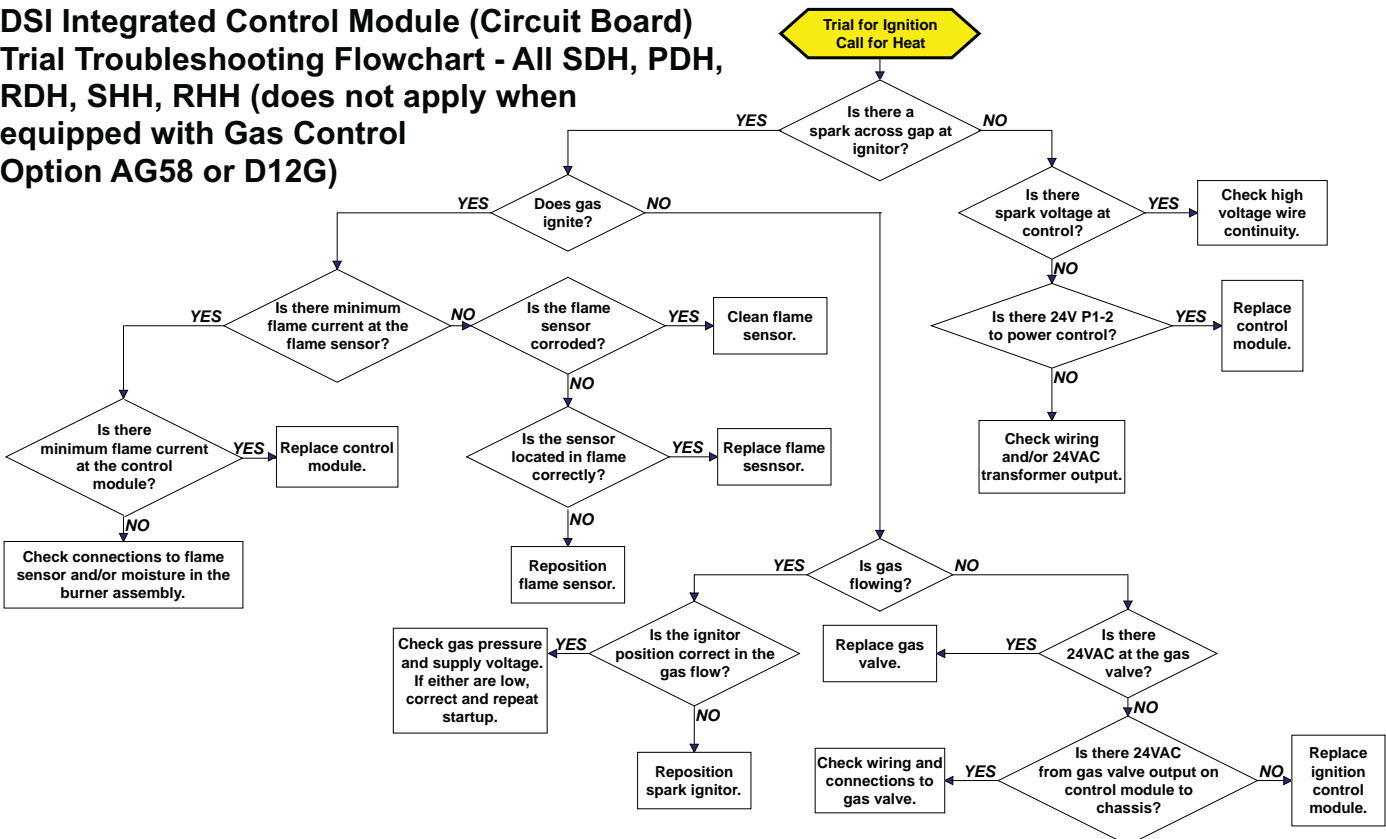 DSI Integrated Control Module (Circuit Board)
Trial Troubleshooting Flowchart - All SDH, PDH,
RDH, SHH, RHH (does not apply when
equipped with Gas Control
Option AG58 or D12G)
Trial for Ignition
Call for Heat
Is there a
spark across gap at
ignitor?
YES
NO
Does gas
ignite?
YES
NO
Is there
spark voltage at
control?
YES
Check high
voltage wire
continuity.
NO
Is there minimum
flame current at the
flame sensor?
YES
NO
Is the flame
sensor
corroded?
YES
Clean flame
sensor.
NO
Is there 24V P1-2
to power control?
YES
Replace
control
module.
NO
Check wiring
and/or 24VAC
transformer output.
Is there
minimum flame current
at the control
module?
YES
Replace control
module.
NO
Check connections to flame
sensor and/or moisture in the
burner assembly.
Is the sensor
located in flame
correctly?
YES
Replace flame
sesnsor.
NO
Reposition
flame sensor.
Is gas
flowing?
YES
NO
Is the ignitor
position correct in the
gas flow?
YES
Check gas pressure
and supply voltage.
If either are low,
correct and repeat
startup.
NO
Reposition
spark ignitor.
Is there
24VAC at the gas
valve?
YES
Replace gas
valve.
NO
Is there 24VAC
from gas valve output on
control module to
chassis?
YES
Check wiring and
connections to
gas valve.
NO
Replace
ignition
control
module.